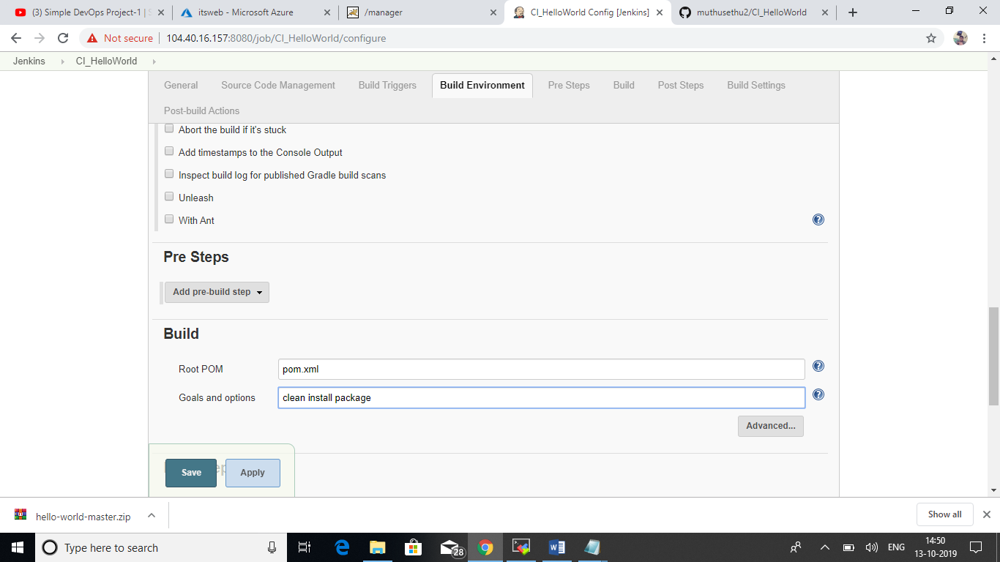 (3) Simple DevOps Project-1 | S
itsweb - Microsoft Azure
/manager
CI_HelloWorld Config [Jenkins]
muthusethu2/CI_HelloWorld
Not secure
104.40.16.157:8080/job/CI_HelloWorld/configure
Jenkins
CI_HelloWorld
General
Source Code Management
Build Triggers
Build Environment
Pre Steps
Build
Post Steps
Build Settings
Post-build Actions
Abort the build if it's stuck
Add timestamps to the Console Output
Inspect build log for published Gradle build scans
Unleash
With Ant
Pre Steps
Add pre-build step
Build
Root POM
pom.xml
Goals and options
clean install package
Advanced...
Save
Apply
hello-world-master.zip
Show all
Type here to search
28
ENG
14:50
13-10-2019